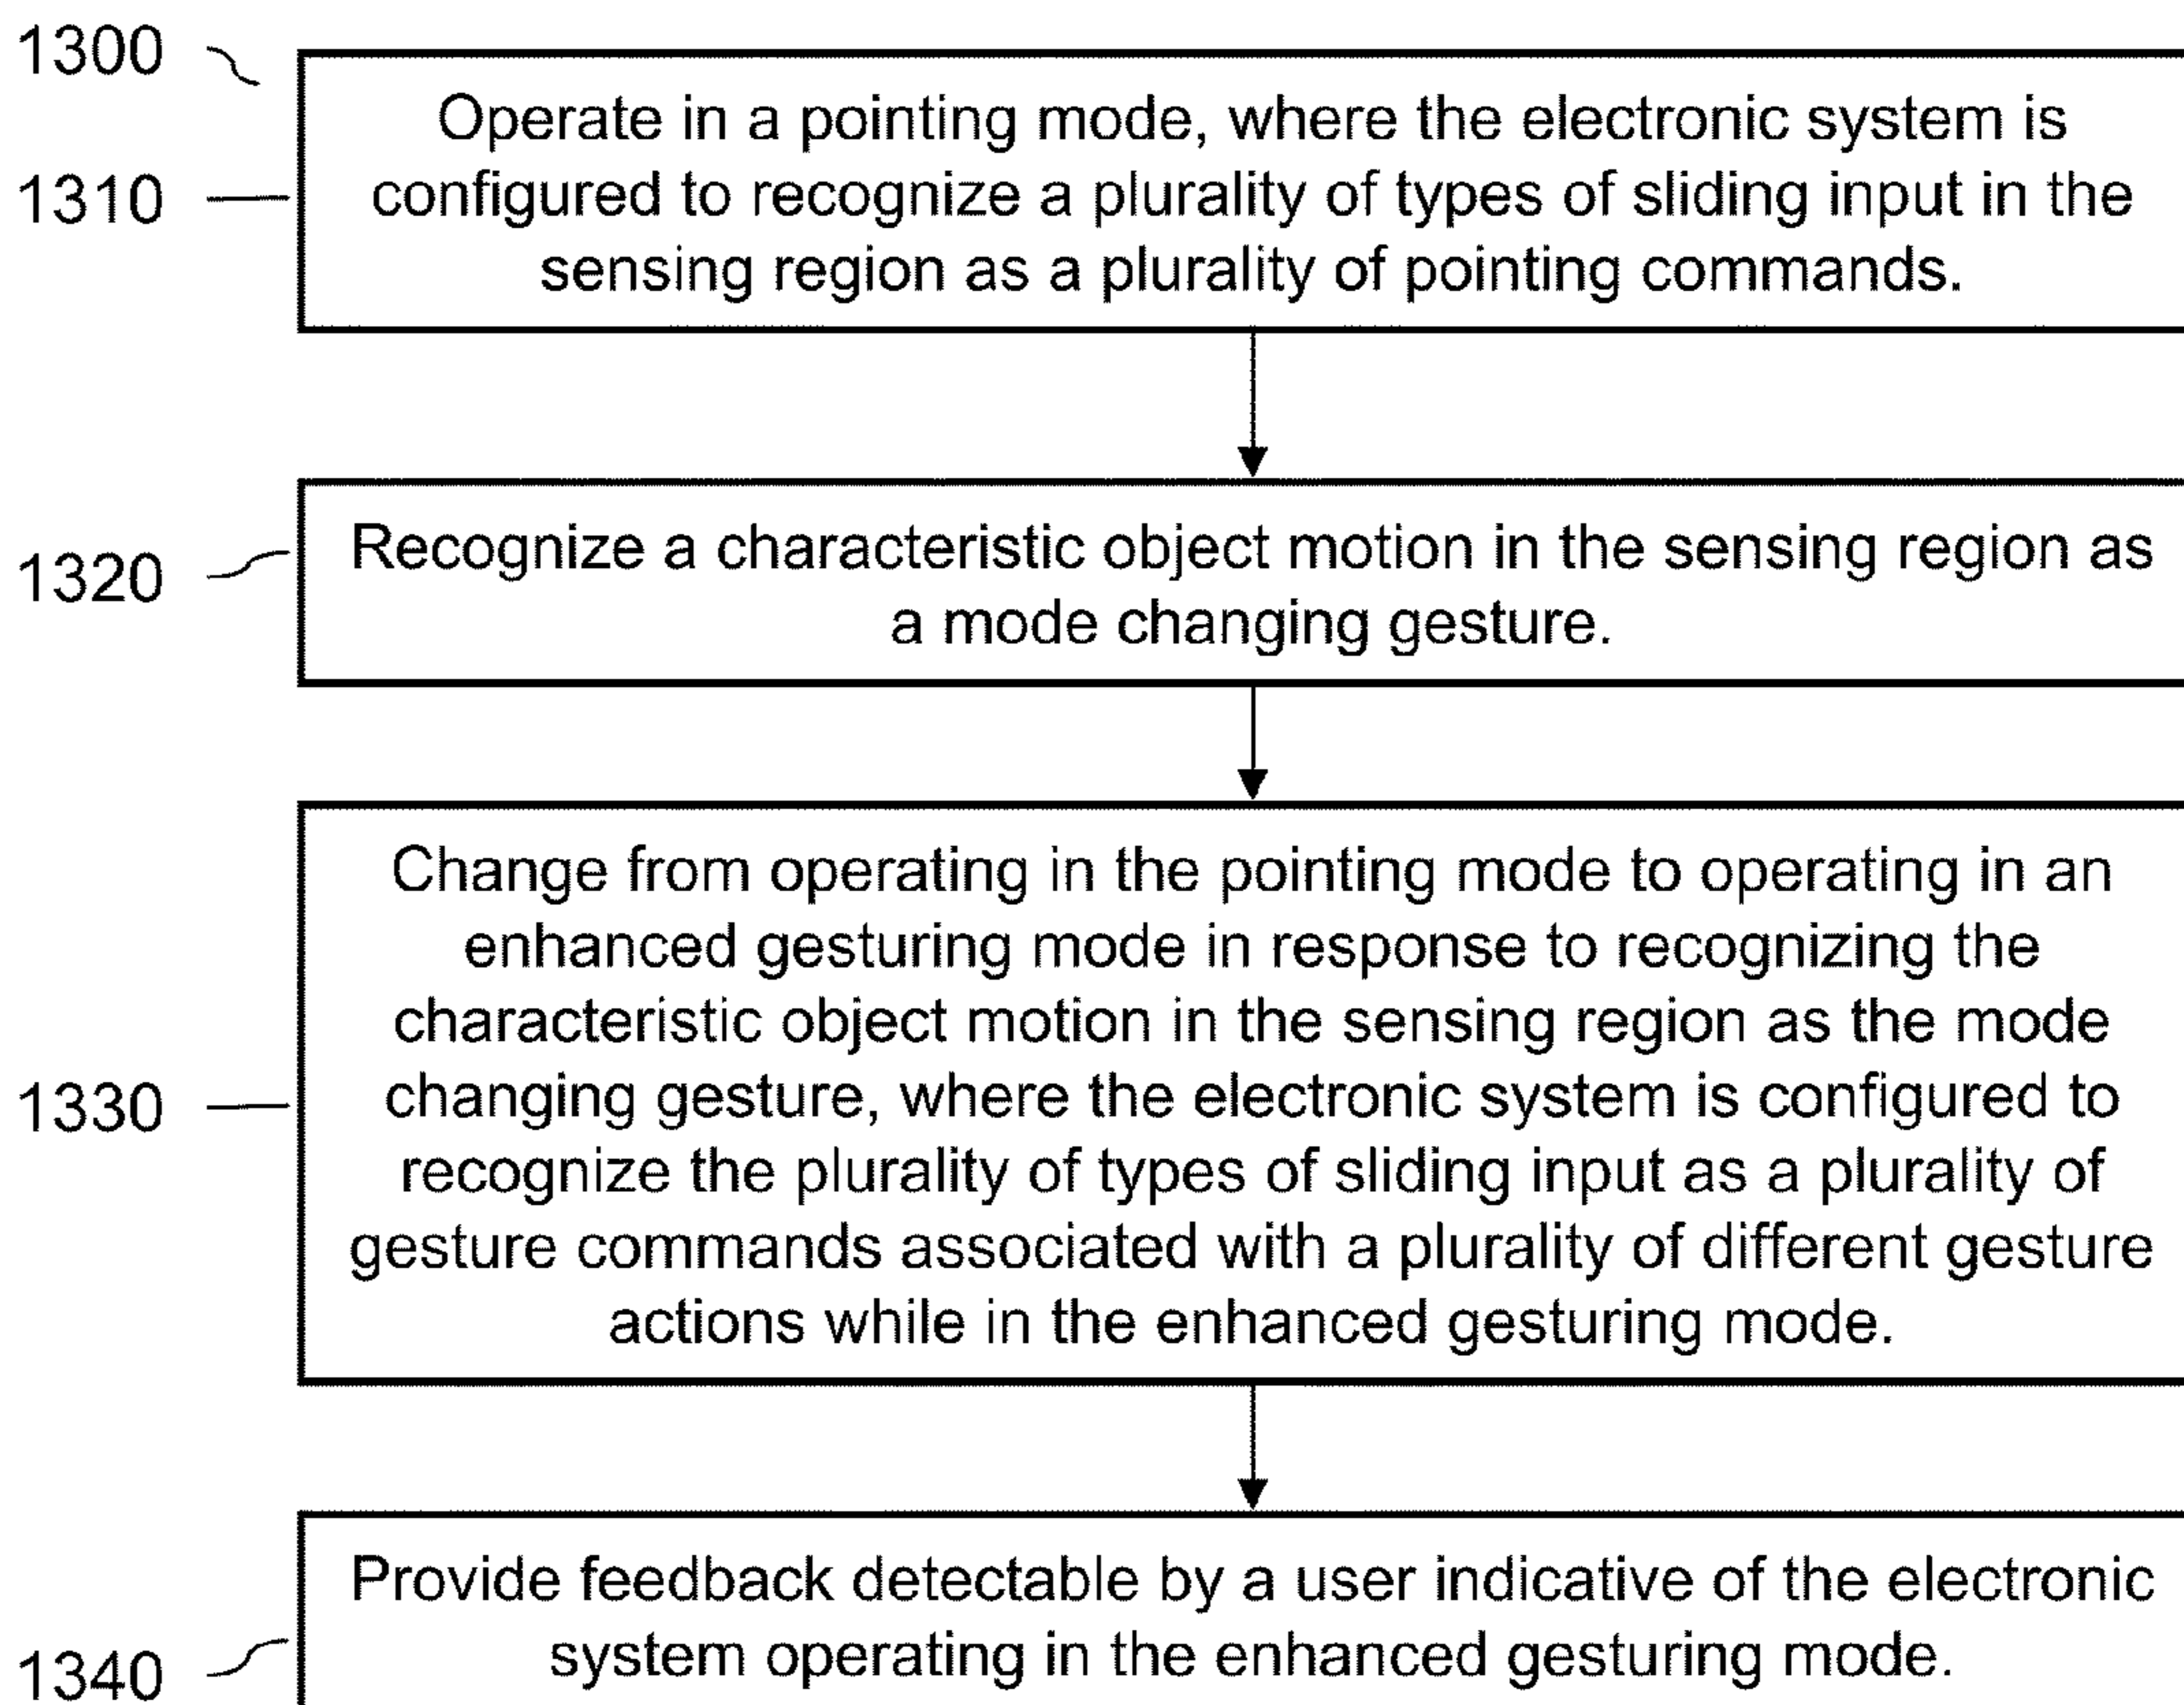 1300
Operate in a pointing mode, where the electronic system is
1310
configured to recognize a plurality of types of sliding input in the
sensing region as a plurality of pointing commands.
Recognize a characteristic object motion in the sensing region as
1320
a mode changing gesture.
Change from operating in the pointing mode to operating in an
enhanced gesturing mode in response to recognizing the
characteristic object motion in the sensing region as the mode
1330
changing gesture, where the electronic system is configured to
recognize the plurality of types of sliding input as a plurality of
gesture commands associated with a plurality of different gesture
actions while in the enhanced gesturing mode.
Provide feedback detectable by a user indicative of the electronic
1340
system operating in the enhanced gesturing mode.